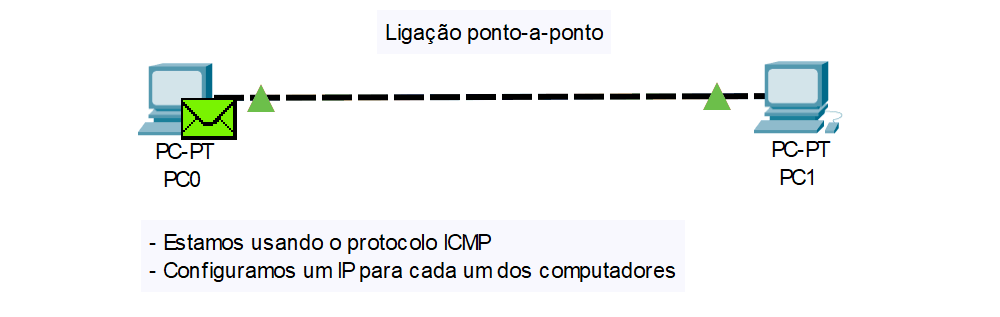 Ligação ponto-a-ponto
PC-PT
PC0
PC-PT
PC1
- Estamos usando o protocolo ICMP
- Configuramos um IP para cada um dos computadores